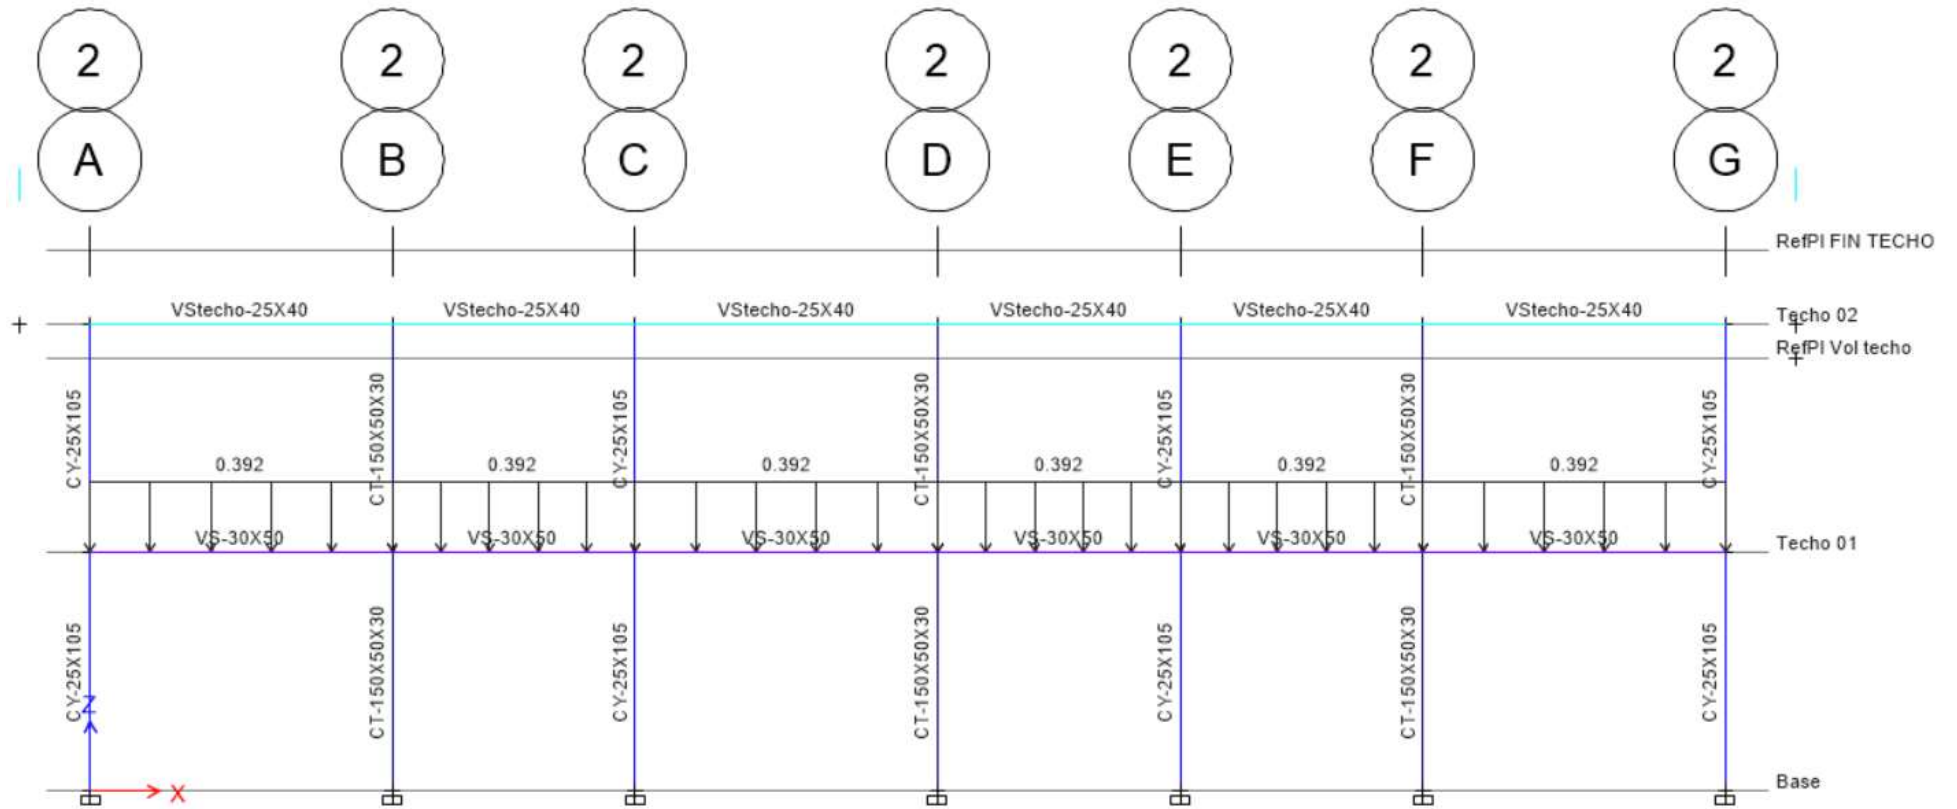 2 2 2 2 2 2 2
A B C D E F G
RefPl FIN TECHO
VStecho-25X40 VStecho-25X40 VStecho-25X40 VStecho-25X40 VStecho-25X40 VStecho-25X40
Techo 02
RefPl Vol techo
CY-25X105 CT-150X50X30 CY-25X105 CT-150X50X30 CY-25X105 CT-150X50X30 CY-25X105
0.392 0.392 0.392 0.392 0.392 0.392
VS-30X50 VS-30X50 VS-30X50 VS-30X50 VS-30X50 VS-30X50
Techo 01
CY-25X105 CT-150X50X30 CY-25X105 CT-150X50X30 CY-25X105 CT-150X50X30 CY-25X105
Z
Base
X